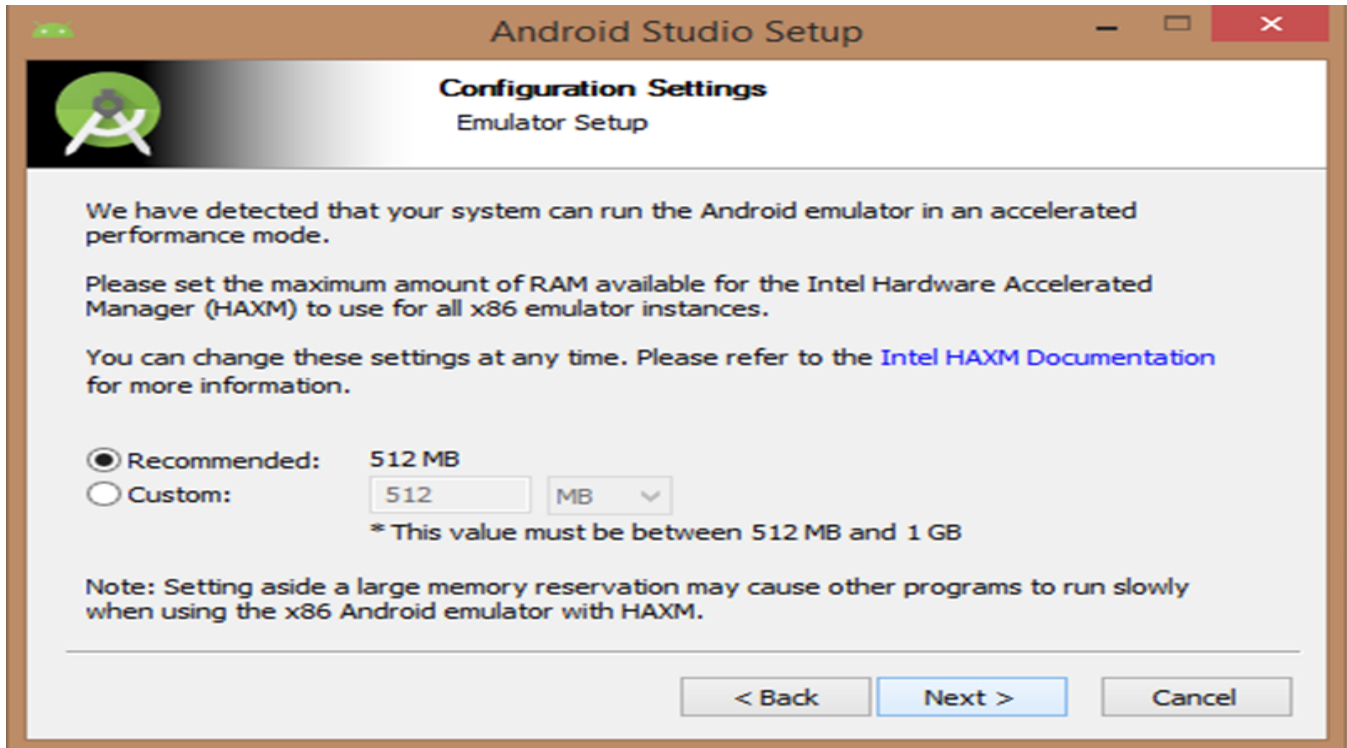 Android Studio Setup
Configuration Settings
Emulator Setup
We have detected that your system can run the Android emulator in an accelerated
performance mode.
Please set the maximum amount of RAM available for the Intel Hardware Accelerated
Manager (HAXM) to use for all x86 emulator instances.
You can change these settings at any time. Please refer to the Intel HAXM Documentation
for more information.
Recommended: 512 MB
Custom: 512 MB
* This value must be between 512 MB and 1 GB
Note: Setting aside a large memory reservation may cause other programs to run slowly
when using the x86 Android emulator with HAXM.
< Back Next > Cancel